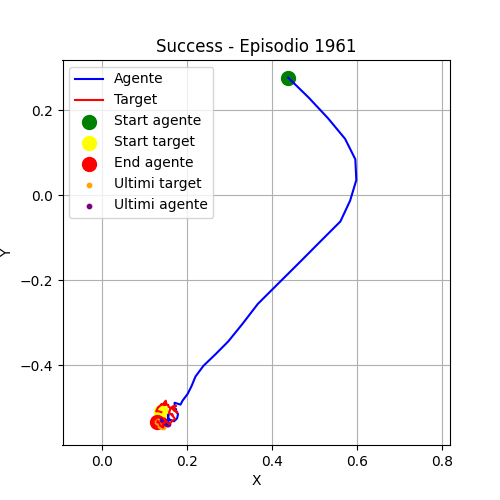 Success - Episodio 1961
Agente
Target
Start agente
Start target
End agente
Ultimi target
Ultimi agente
0.2
0.0
−0.2
−0.4
Y
0.0 0.2 0.4 0.6 0.8
X